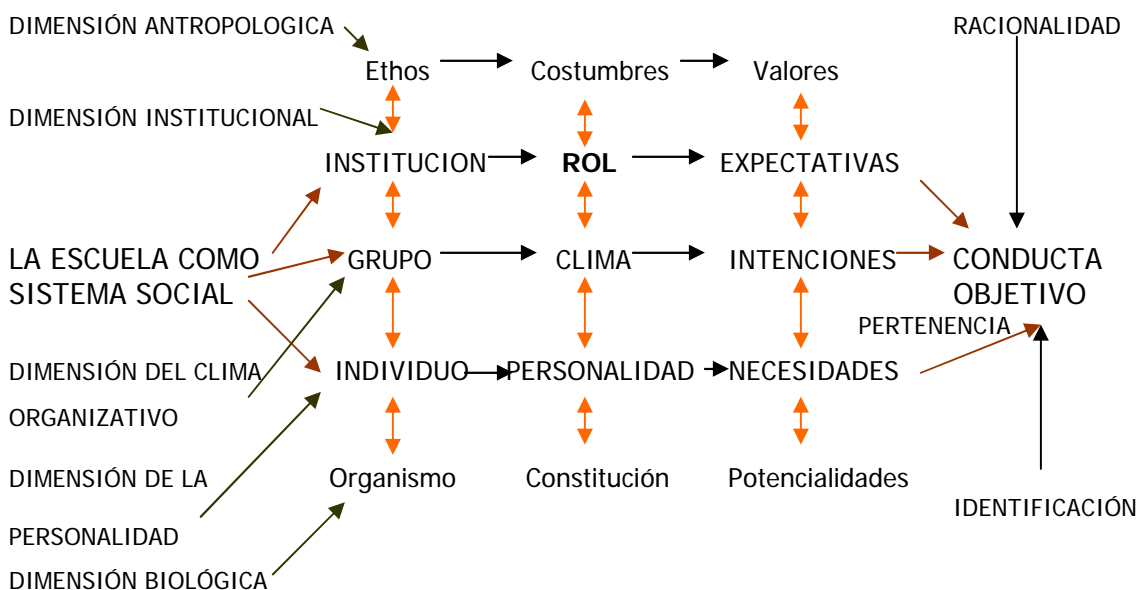 DIMENSIÓN ANTROPOLOGICA
RACIONALIDAD
Ethos Costumbres Valores
DIMENSIÓN INSTITUCIONAL
INSTITUCION ROL EXPECTATIVAS
LA ESCUELA COMO
SISTEMA SOCIAL
GRUPO CLIMA INTENCIONES
CONDUCTA
OBJETIVO
PERTENENCIA
DIMENSIÓN DEL CLIMA
ORGANIZATIVO
INDIVIDUO PERSONALIDAD NECESIDADES
DIMENSIÓN DE LA
PERSONALIDAD
Organismo Constitución Potencialidades
IDENTIFICACIÓN
DIMENSIÓN BIOLÓGICA